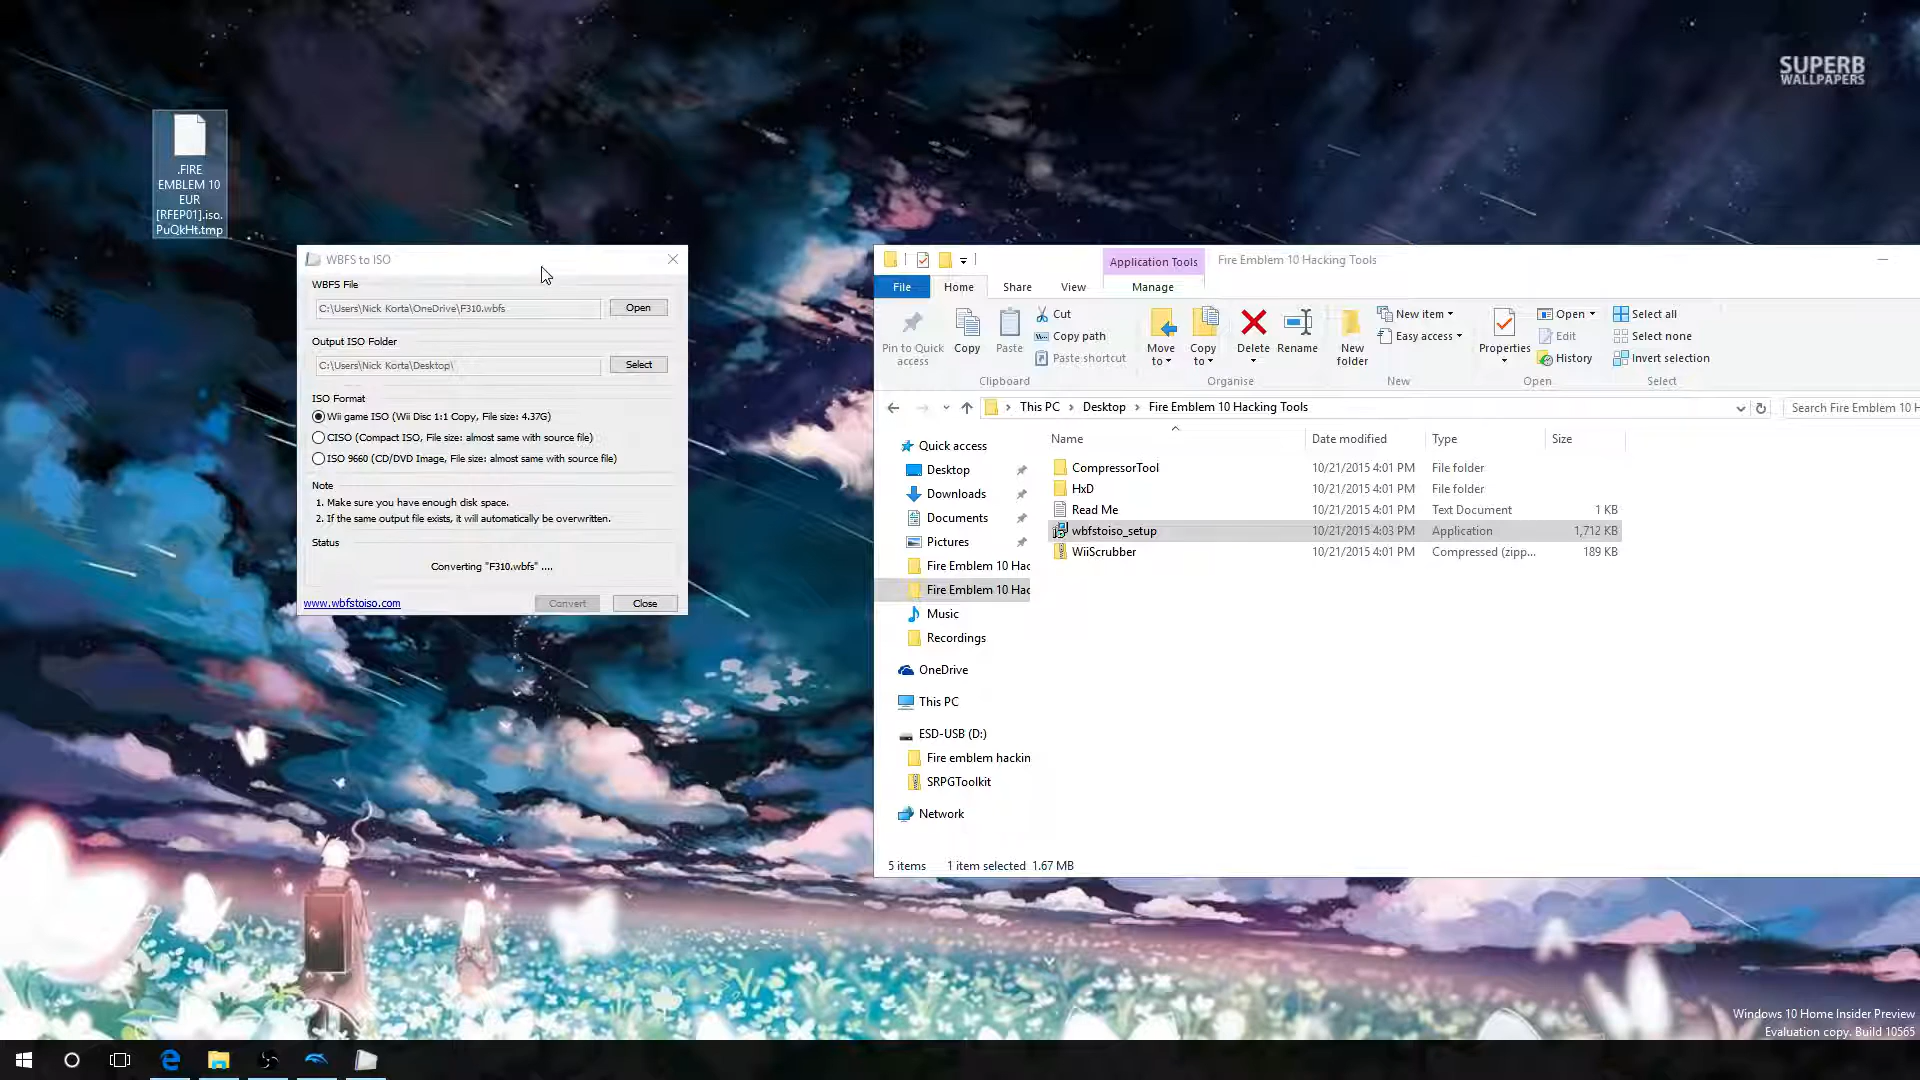 SUPERB
WALLPAPERS
.FIRE
EMBLEM 10
EUR
[RFEP01].iso.
PuQkHt.tmp
WBFS to ISO
WBFS File
C:\Users\Nick Korta\OneDrive\F310.wbfs
Open
Output ISO Folder
C:\Users\Nick Korta\Desktop\
Select
ISO Format
Wii game ISO (Wii Disc 1:1 Copy, File size: 4.37G)
CISO (Compact ISO, File size: almost same with source file)
ISO 9660 (CD/DVD Image, File size: almost same with source file)
Note
1. Make sure you have enough disk space.
2. If the same output file exists, it will automatically be overwritten.
Status
Converting "F310.wbfs" ....
www.wbfstoiso.com
Convert
Close
Application Tools
Fire Emblem 10 Hacking Tools
File
Home
Share
View
Manage
Pin to Quick
access
Copy
Paste
Cut
Copy path
Paste shortcut
Clipboard
Move
to
Copy
to
Delete
Rename
Organise
New
folder
New item
Easy access
New
Properties
Open
Edit
History
Open
Select all
Select none
Invert selection
Select
This PC
Desktop
Fire Emblem 10 Hacking Tools
Search Fire Emblem 10 H
Quick access
Desktop
Downloads
Documents
Pictures
Fire Emblem 10 Hac
Fire Emblem 10 Hac
Music
Recordings
OneDrive
This PC
ESD-USB (D:)
Fire emblem hackin
SRPGToolkit
Network
Name Date modified Type Size
CompressorTool 10/21/2015 4:01 PM File folder
HxD 10/21/2015 4:01 PM File folder
Read Me 10/21/2015 4:01 PM Text Document 1 KB
wbfstoiso_setup 10/21/2015 4:03 PM Application 1,712 KB
WiiScrubber 10/21/2015 4:01 PM Compressed (zipp... 189 KB
5 items 1 item selected 1.67 MB
Windows 10 Home Insider Preview
Evaluation copy. Build 10565